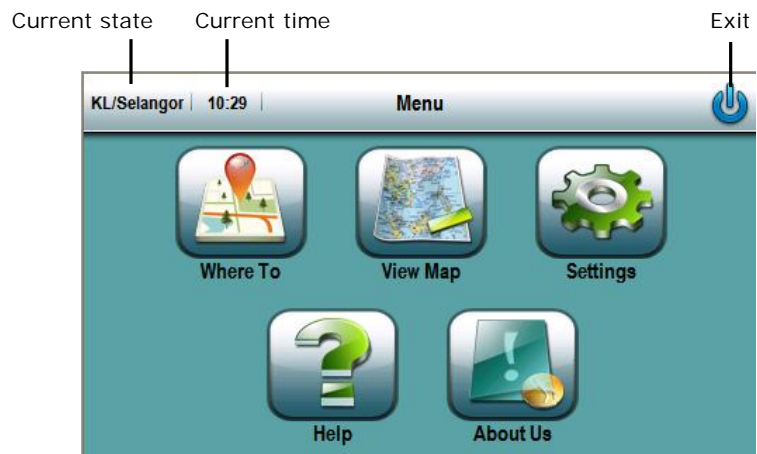 Current state Current time Exit
KL/Selangor 10:29 Menu
Where To View Map Settings
Help About Us